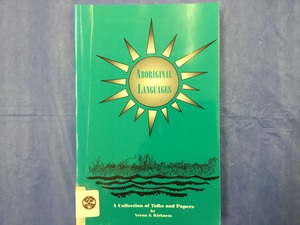 ABORIGINAL
LANGUAGES
A Collection of Talks and Papers
by
Verna J. Kirkness